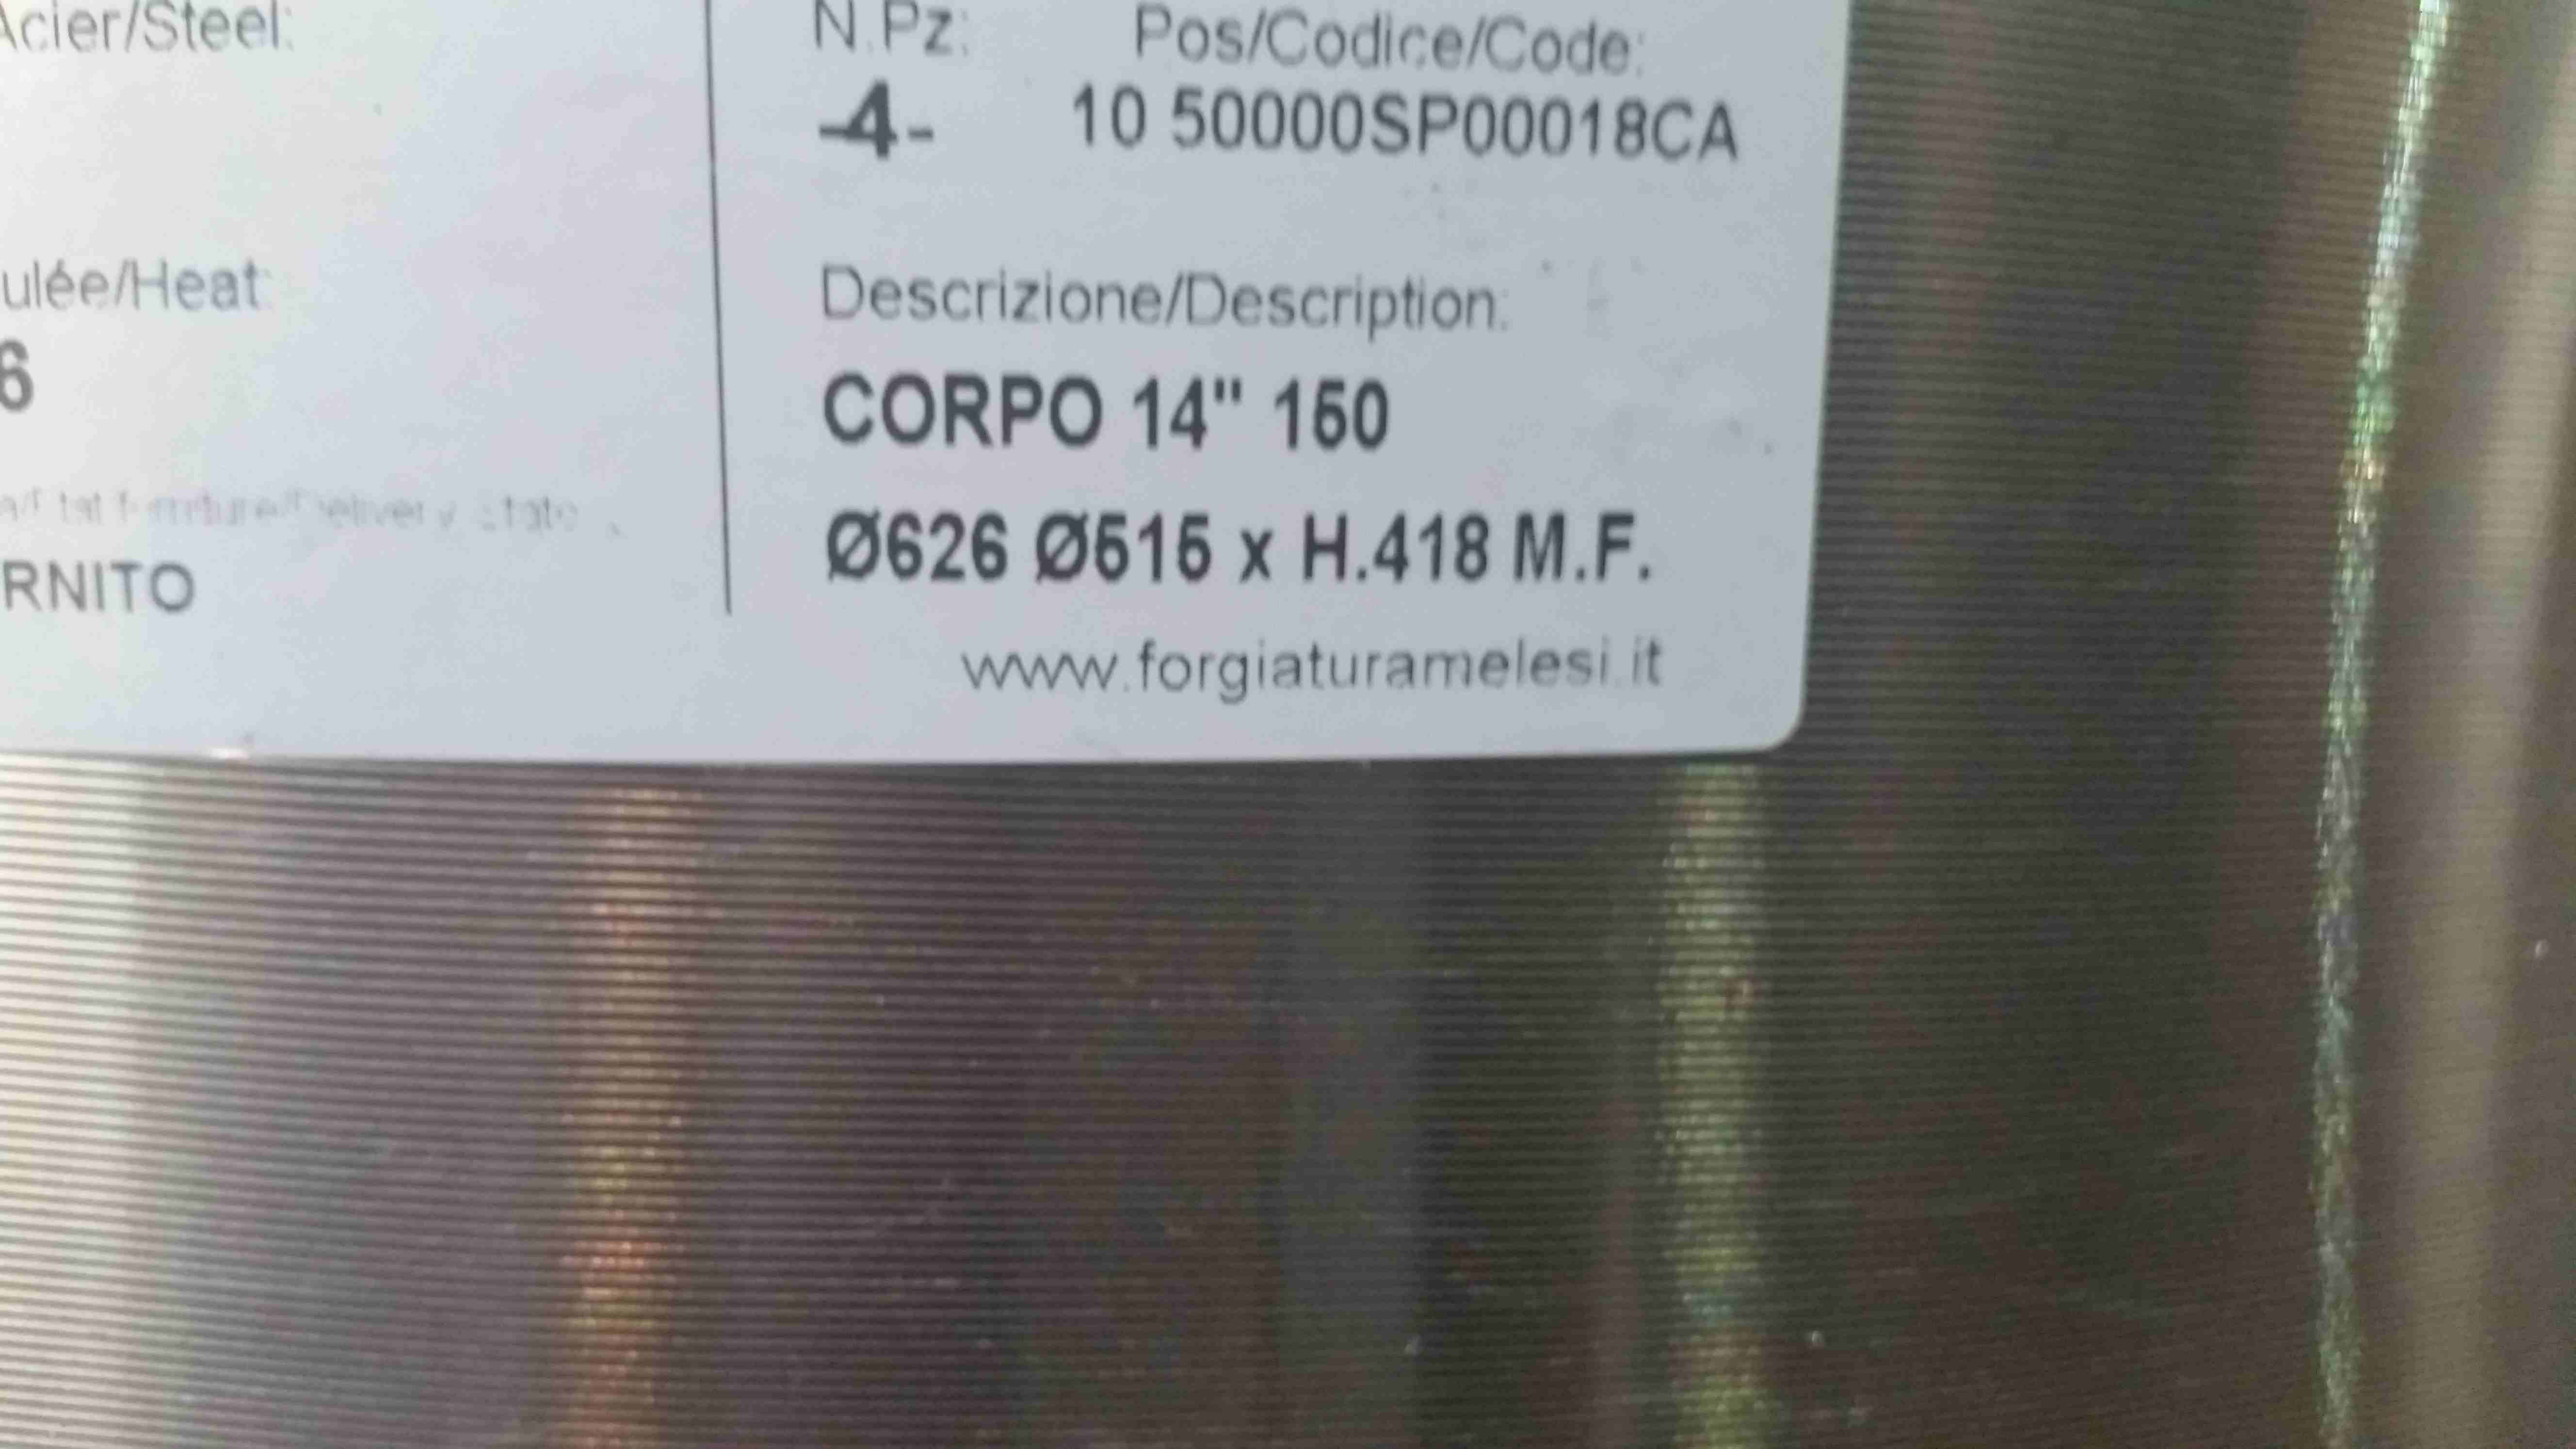 Acier/Steel:
N.Pz:
Pos/Codice/Code:
-4-
10 50000SP00018CA
ulée/Heat:
Descrizione/Description:
6
CORPO 14" 150
Ø626 Ø515 x H.418 M.F.
RNITO
www.forgiaturamelesi.it